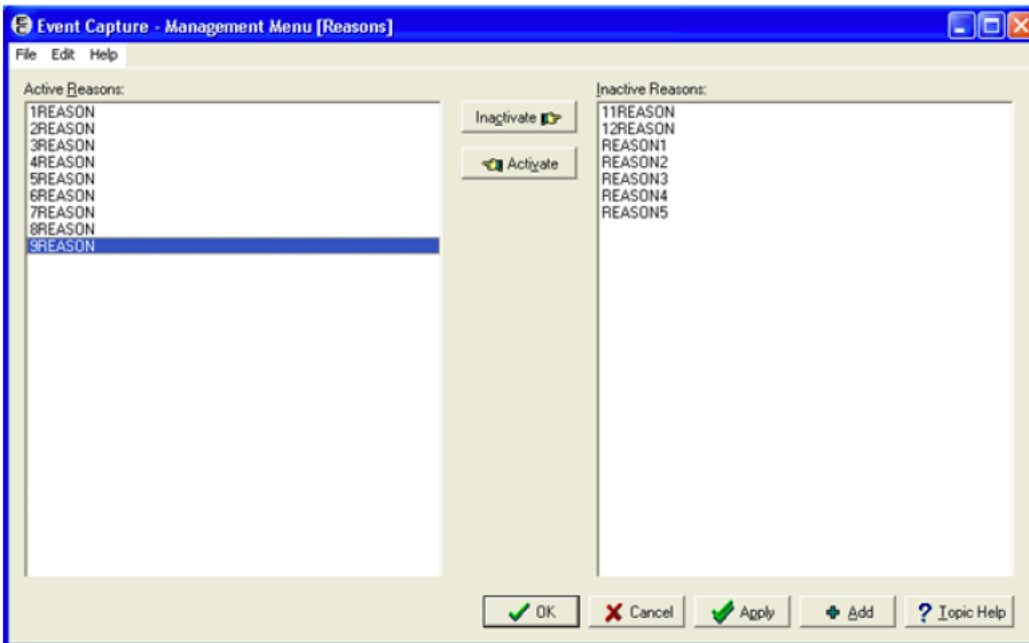 Event Capture - Management Menu [Reasons]
File Edit Help
Active Reasons:
1REASON
2REASON
3REASON
4REASON
5REASON
6REASON
7REASON
8REASON
9REASON
Inactivate
Activate
Inactive Reasons:
11REASON
12REASON
REASON1
REASON2
REASON3
REASON4
REASON5
OK Cancel Apply Add ? Topic Help